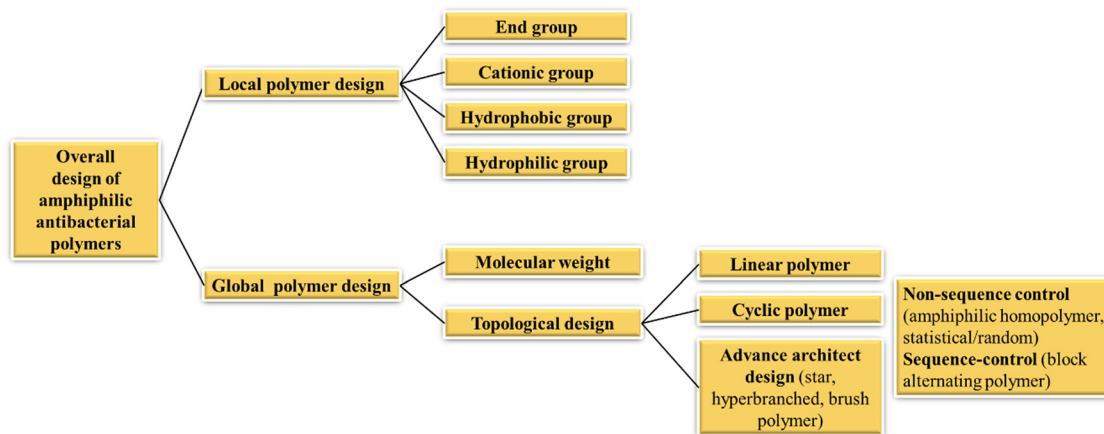 Overall
design of
amphiphilic
antibacterial
polymers
Local polymer design
End group
Cationic group
Hydrophobic group
Hydrophilic group
Global polymer design
Molecular weight
Topological design
Linear polymer
Cyclic polymer
Advance architect
design (star,
hyperbranched, brush
polymer)
Non-sequence control
(amphiphilic homopolymer,
statistical/random)
Sequence-control (block
alternating polymer)